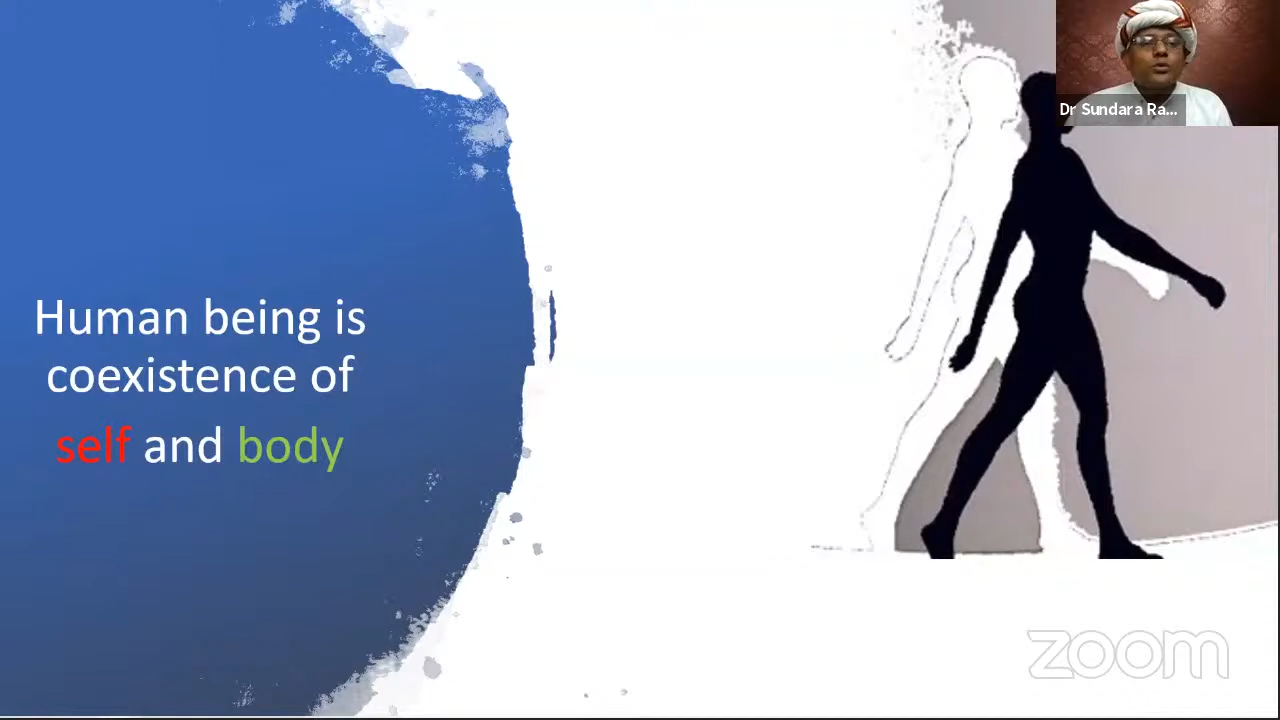 Human being is
coexistence of
self and body
Dr Sundara Ra...
zoom